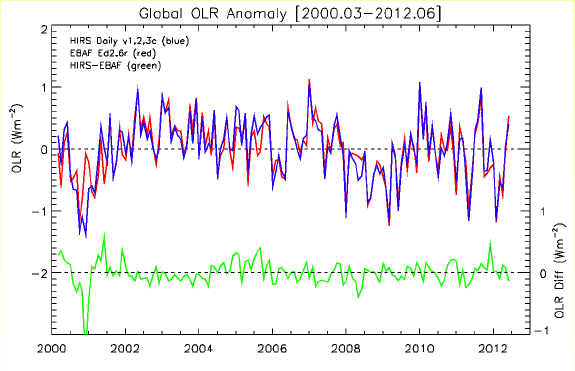 Global OLR Anomaly [2000.03-2012.06]
HIRS Daily v1,2,3c (blue)
EBAF Ed2.6r (red)
HIRS-EBAF (green)
OLR (Wm-2)
2
1
0
-1
-2
1
0
-1
OLR Diff (Wm-2)
2000 2002 2004 2006 2008 2010 2012